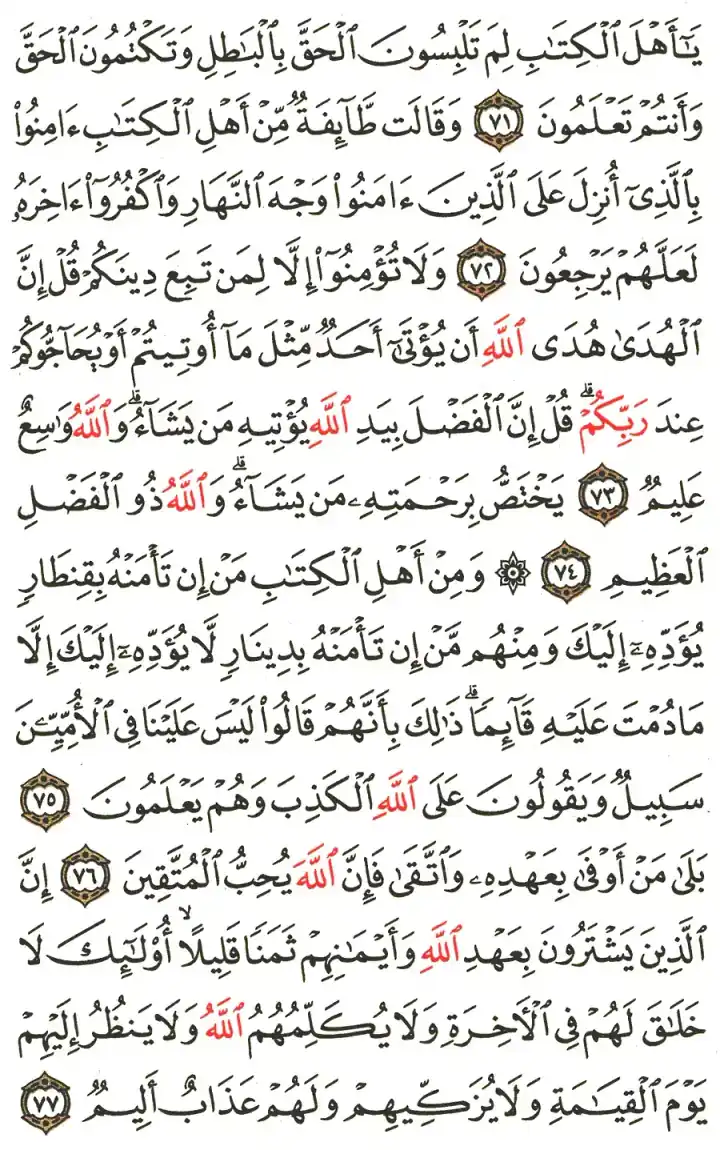 يَـٰٓأَهْلَ ٱلْكِتَـٰبِ لِمَ تَلْبِسُونَ ٱلْحَقَّ بِٱلْبَـٰطِلِ وَتَكْتُمُونَ ٱلْحَقَّ
وَأَنتُمْ تَعْلَمُونَ ٧١ وَقَالَت طَّآئِفَةٌ مِّنْ أَهْلِ ٱلْكِتَـٰبِ ءَامِنُوا۟
بِٱلَّذِىٓ أُنزِلَ عَلَى ٱلَّذِينَ ءَامَنُوا۟ وَجْهَ ٱلنَّهَارِ وَٱكْفُرُوٓا۟ ءَاخِرَهُۥ
لَعَلَّهُمْ يَرْجِعُونَ ٧٢ وَلَا تُؤْمِنُوٓا۟ إِلَّا لِمَن تَبِعَ دِينَكُمْ قُلْ إِنَّ
ٱلْهُدَىٰ هُدَى ٱللَّهِ أَن يُؤْتَىٰٓ أَحَدٌ مِّثْلَ مَآ أُوتِيتُمْ أَوْ يُحَآجُّوكُمْ
عِندَ رَبِّكُمْ ۗ قُلْ إِنَّ ٱلْفَضْلَ بِيَدِ ٱللَّهِ يُؤْتِيهِ مَن يَشَآءُ ۗ وَٱللَّهُ وَٰسِعٌ
عَلِيمٌ ٧٣ يَخْتَصُّ بِرَحْمَتِهِۦ مَن يَشَآءُ ۗ وَٱللَّهُ ذُو ٱلْفَضْلِ
ٱلْعَظِيمِ ٧٤ ۞ وَمِنْ أَهْلِ ٱلْكِتَـٰبِ مَنْ إِن تَأْمَنْهُ بِقِنطَارٍ
يُؤَدِّهِۦٓ إِلَيْكَ وَمِنْهُم مَّنْ إِن تَأْمَنْهُ بِدِينَارٍ لَّا يُؤَدِّهِۦٓ إِلَيْكَ إِلَّا
مَا دُمْتَ عَلَيْهِ قَآئِمًا ۗ ذَٰلِكَ بِأَنَّهُمْ قَالُوا۟ لَيْسَ عَلَيْنَا فِى ٱلْأُمِّيِّـۧنَ
سَبِيلٌ وَيَقُولُونَ عَلَى ٱللَّهِ ٱلْكَذِبَ وَهُمْ يَعْلَمُونَ ٧٥
بَلَىٰ مَنْ أَوْفَىٰ بِعَهْدِهِۦ وَٱتَّقَىٰ فَإِنَّ ٱللَّهَ يُحِبُّ ٱلْمُتَّقِينَ ٧٦ إِنَّ
ٱلَّذِينَ يَشْتَرُونَ بِعَهْدِ ٱللَّهِ وَأَيْمَـٰنِهِمْ ثَمَنًا قَلِيلًا ۙ أُو۟لَـٰٓئِكَ لَا
خَلَـٰقَ لَهُمْ فِى ٱلْـَٔاخِرَةِ وَلَا يُكَلِّمُهُمُ ٱللَّهُ وَلَا يَنظُرُ إِلَيْهِمْ
يَوْمَ ٱلْقِيَـٰمَةِ وَلَا يُزَكِّيهِمْ وَلَهُمْ عَذَابٌ أَلِيمٌ ٧٧